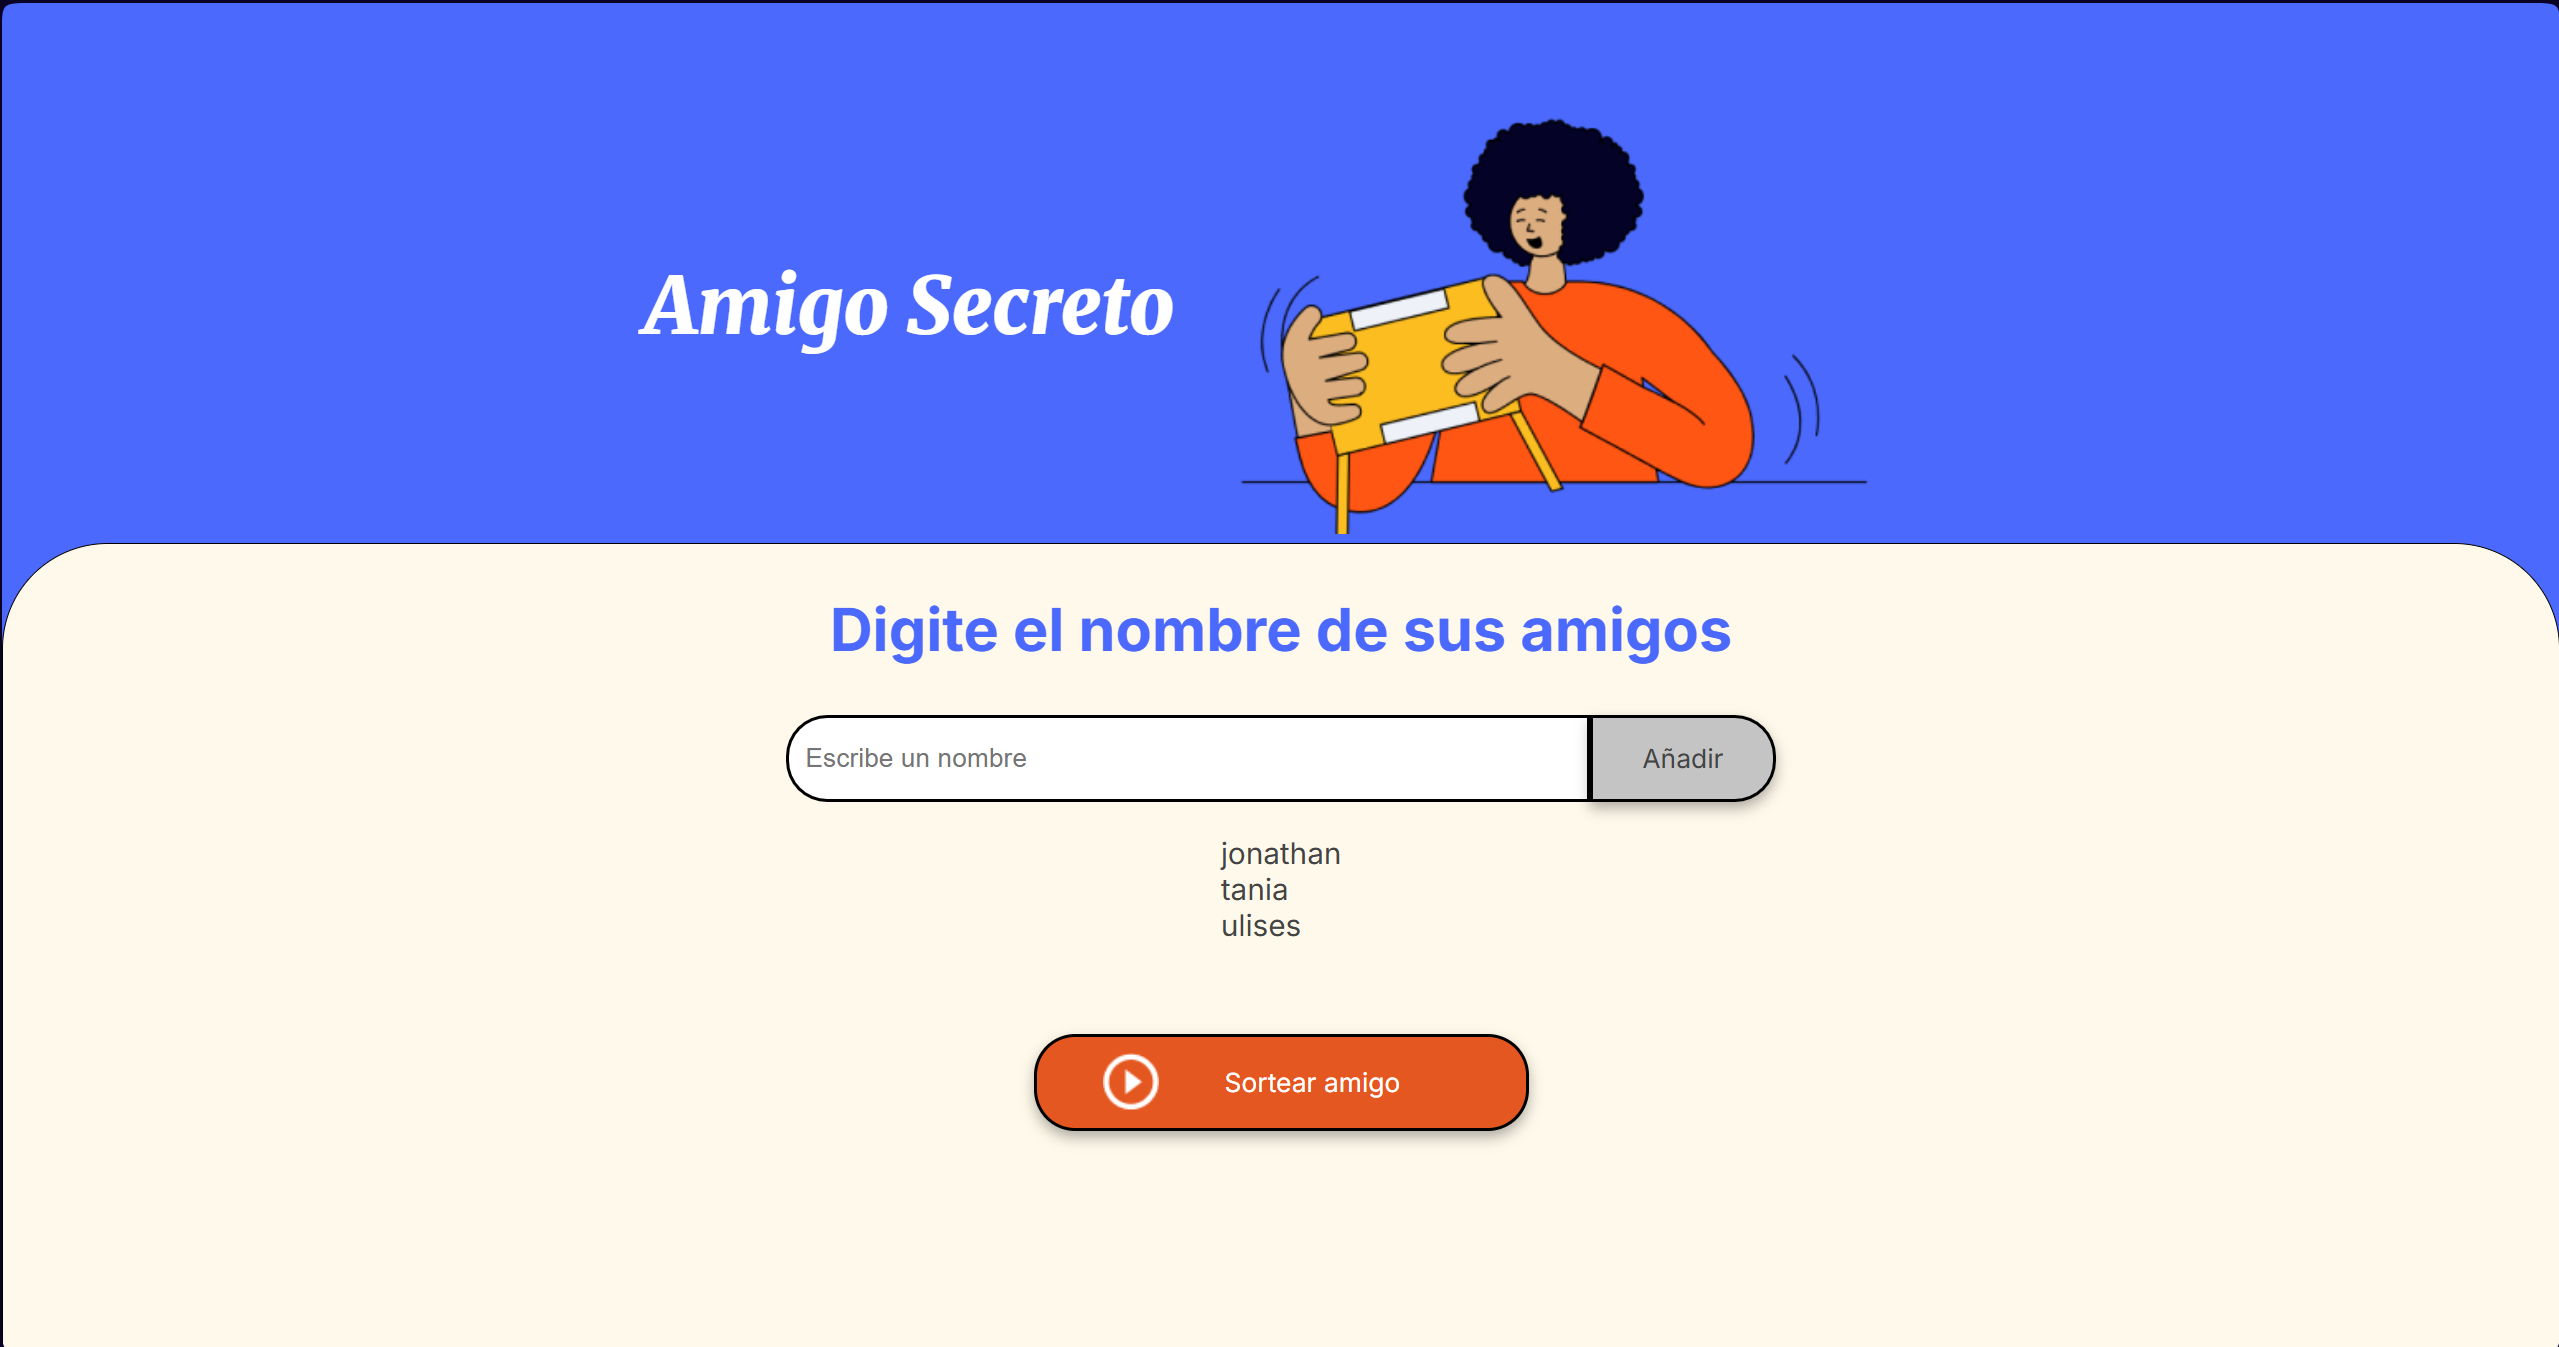 Amigo Secreto
Digite el nombre de sus amigos
Escribe un nombre
Añadir
jonathan
tania
ulises
Sortear amigo